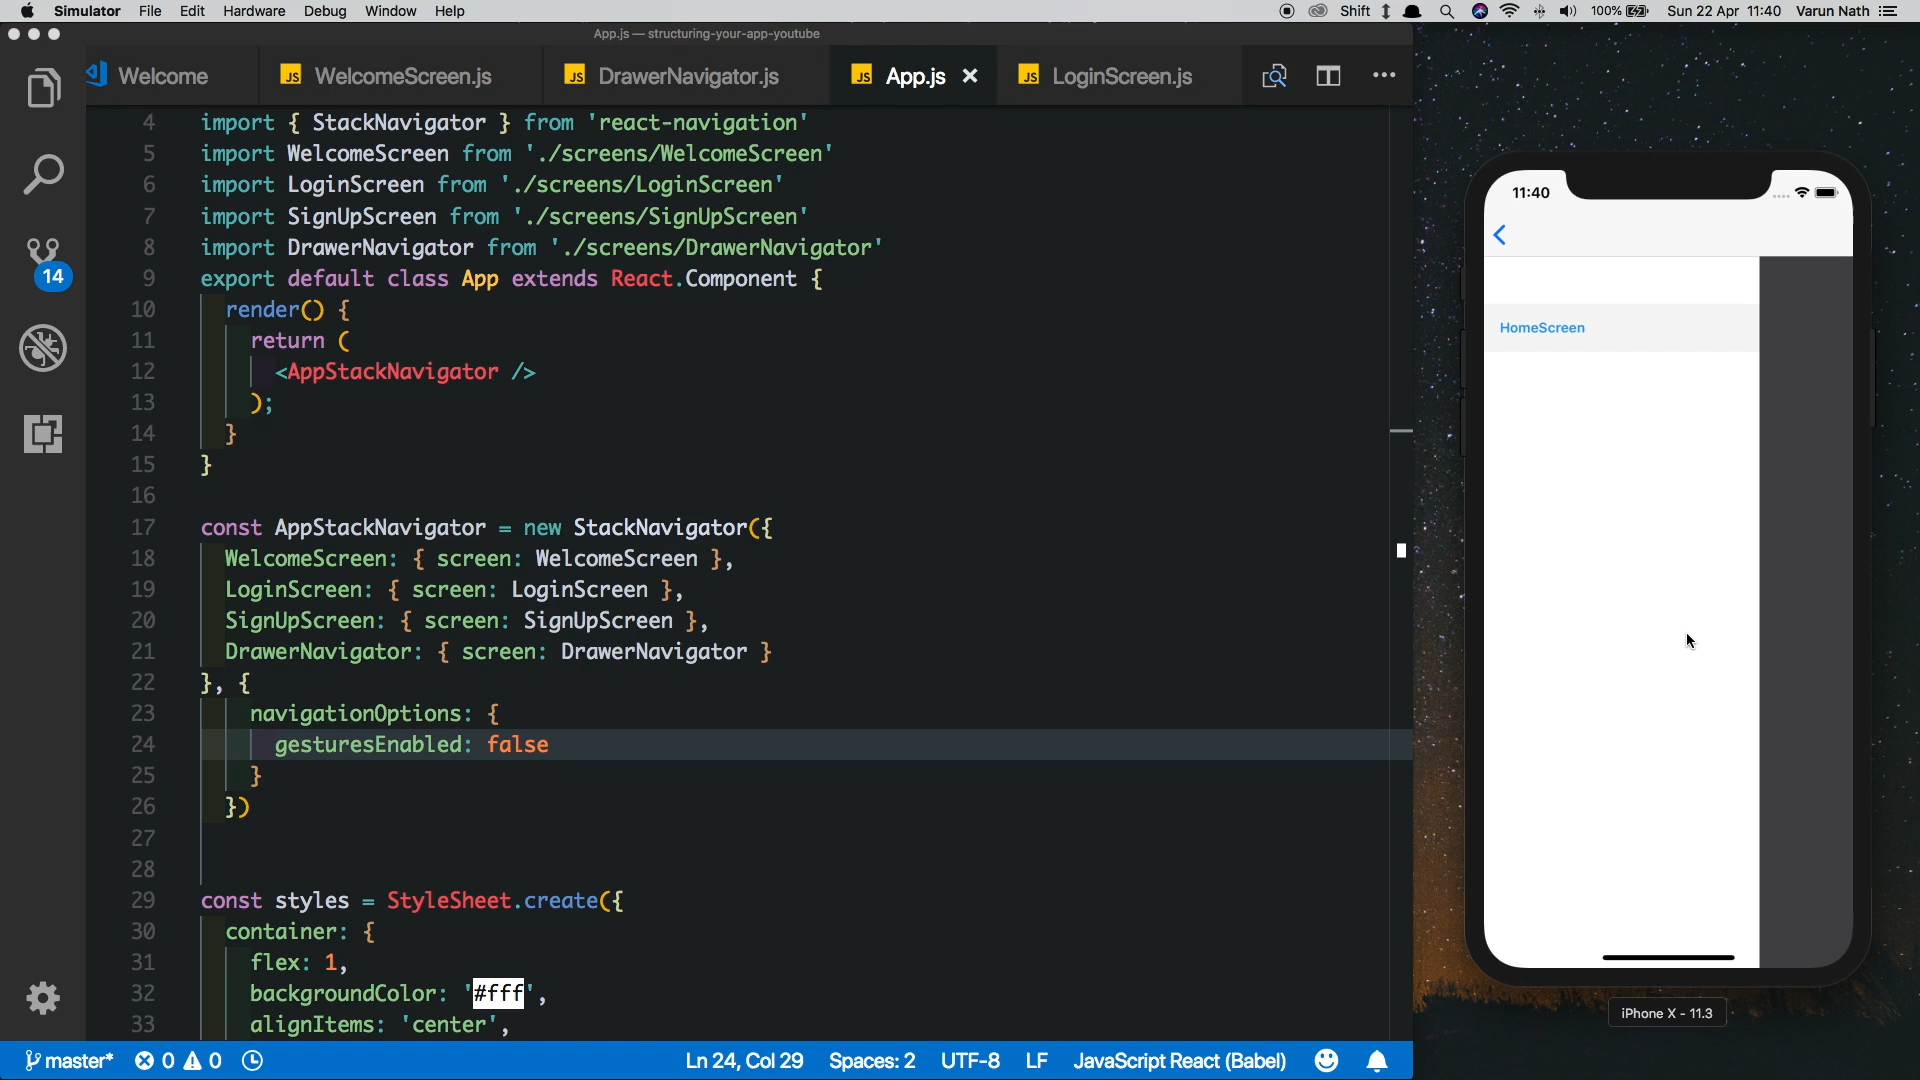 Simulator File Edit Hardware Debug Window Help Shift 100% Sun 22 Apr 11:40 Varun Nath
App.js — structuring-your-app-youtube
Welcome JS WelcomeScreen.js JS DrawerNavigator.js JS App.js JS LoginScreen.js
14
4 import { StackNavigator } from 'react-navigation'
5 import WelcomeScreen from './screens/WelcomeScreen'
6 import LoginScreen from './screens/LoginScreen'
7 import SignUpScreen from './screens/SignUpScreen'
8 import DrawerNavigator from './screens/DrawerNavigator'
9 export default class App extends React.Component {
10 render() {
11 return (
12 <AppStackNavigator />
13 );
14 }
15 }
16
17 const AppStackNavigator = new StackNavigator({
18 WelcomeScreen: { screen: WelcomeScreen },
19 LoginScreen: { screen: LoginScreen },
20 SignUpScreen: { screen: SignUpScreen },
21 DrawerNavigator: { screen: DrawerNavigator }
22 }, {
23 navigationOptions: {
24 gesturesEnabled: false
25 }
26 })
27
28
29 const styles = StyleSheet.create({
30 container: {
31 flex: 1,
32 backgroundColor: '#fff',
33 alignItems: 'center',
master* 0 0 Ln 24, Col 29 Spaces: 2 UTF-8 LF JavaScript React (Babel)
11:40
HomeScreen
iPhone X - 11.3